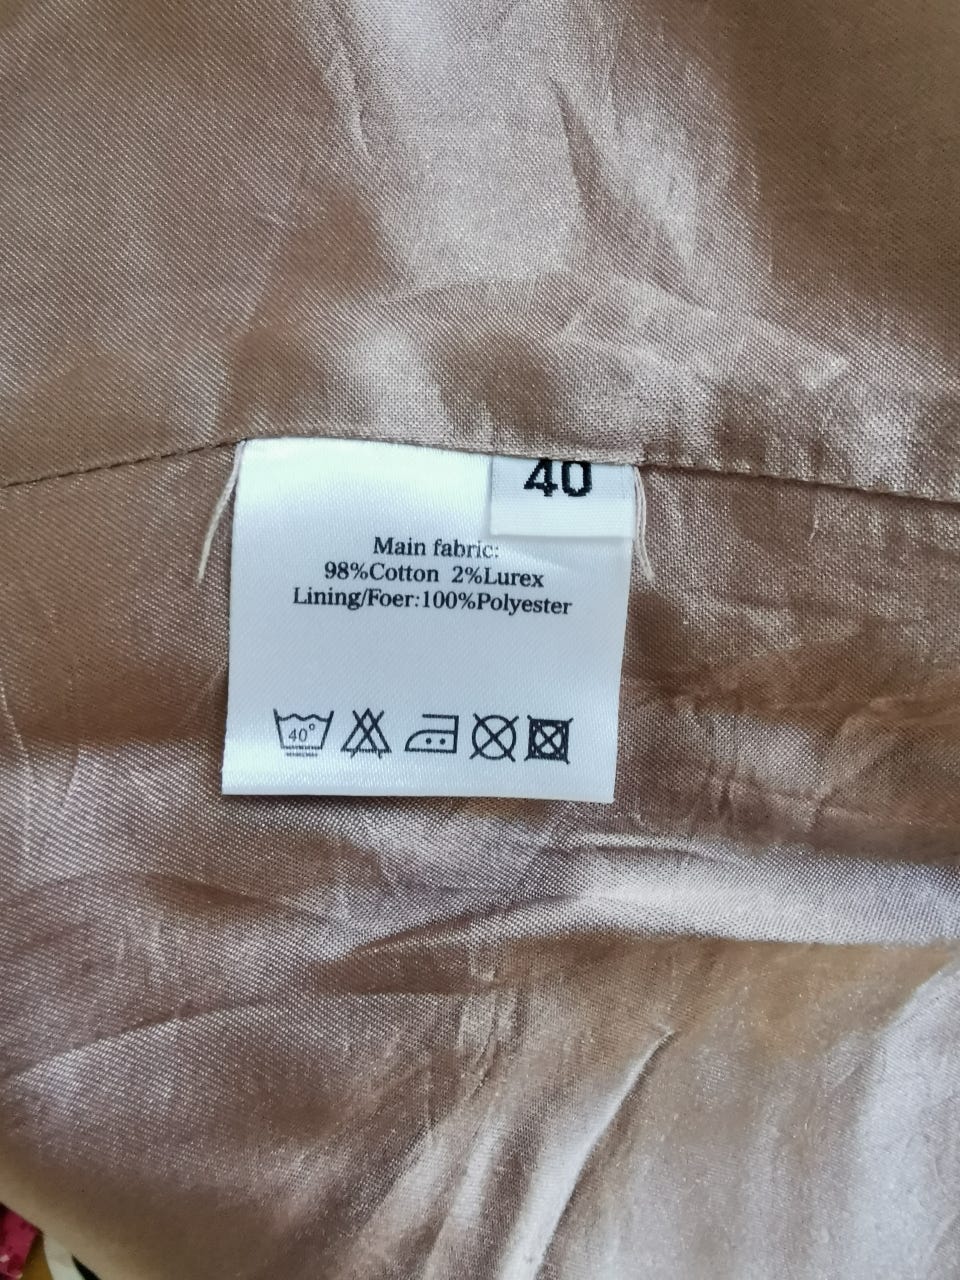 40
Main fabric:
98%Cotton 2%Lurex
Lining/Foer:100%Polyester
40°